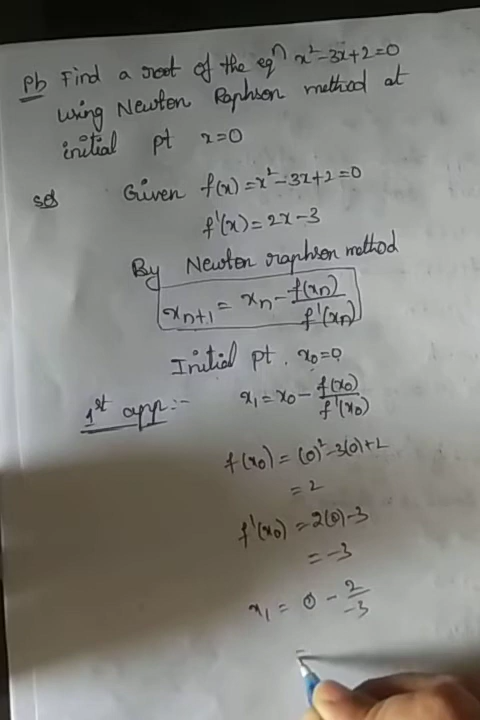 Pb Find a root of the eqⁿ x²-3x+2=0
using Newton Raphson method at
initial pt x=0
sol Given f(x)=x²-3x+2=0
f'(x)=2x-3
By Newton raphson method
xₙ₊₁ = xₙ - f(xₙ)/f'(xₙ)
Initial pt. x₀=0
1st app:- x₁=x₀ - f(x₀)/f'(x₀)
f(x₀) = (0)²-3(0)+2
= 2
f'(x₀) = 2(0)-3
= -3
x₁ = 0 - 2/-3
=